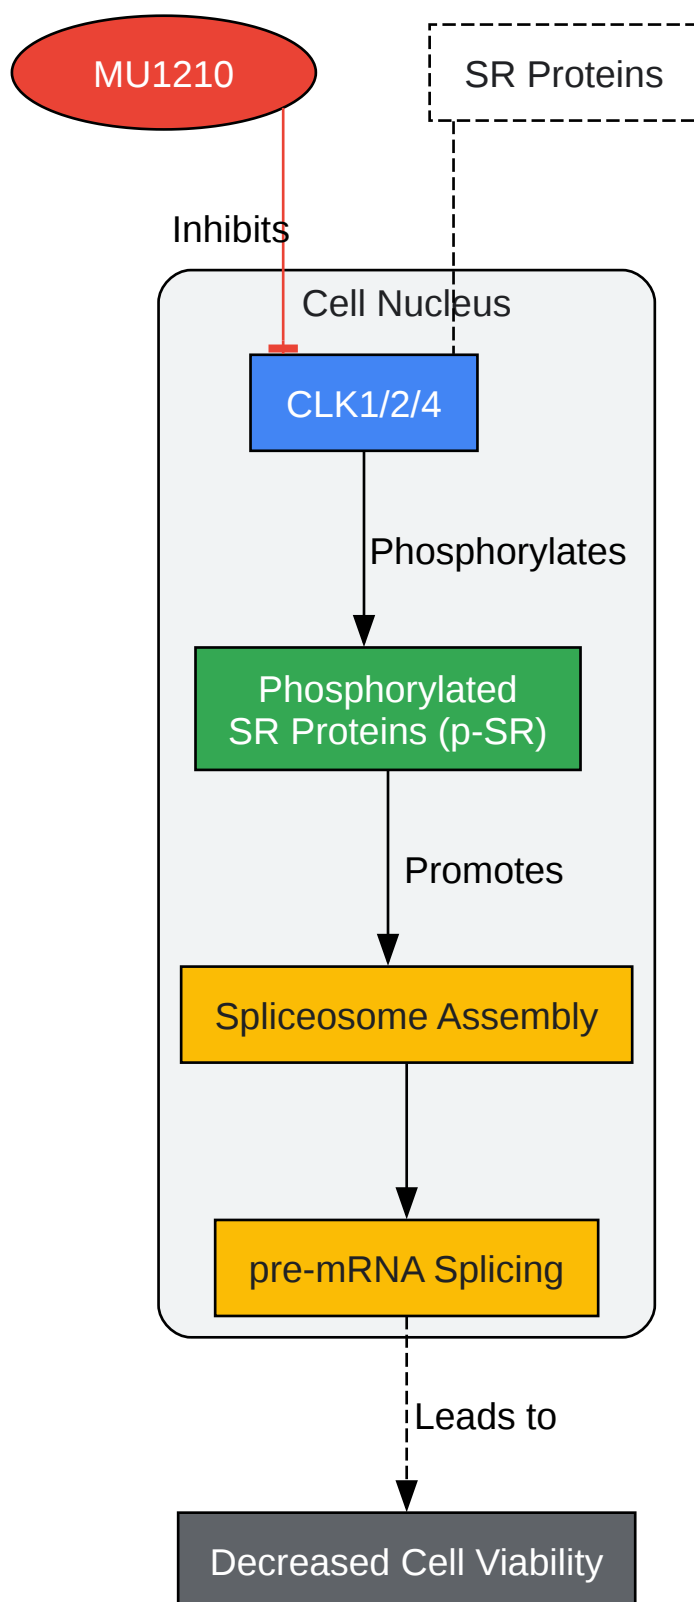 MU1210
SR Proteins
Inhibits
Cell Nucleus
CLK1/2/4
Phosphorylates
Phosphorylated
SR Proteins (p-SR)
Promotes
Spliceosome Assembly
pre-mRNA Splicing
Leads to
Decreased Cell Viability